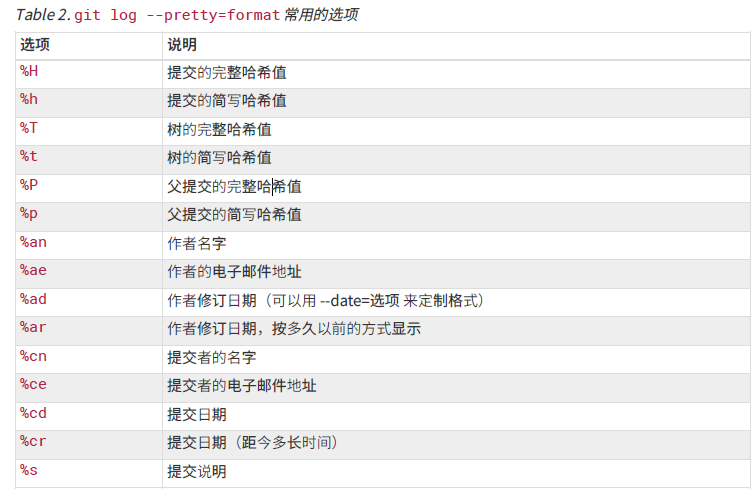 Table 2. git log --pretty=format 常用的选项
选项 说明
%H 提交的完整哈希值
%h 提交的简写哈希值
%T 树的完整哈希值
%t 树的简写哈希值
%P 父提交的完整哈希值
%p 父提交的简写哈希值
%an 作者名字
%ae 作者的电子邮件地址
%ad 作者修订日期（可以用 --date=选项 来定制格式）
%ar 作者修订日期，按多久以前的方式显示
%cn 提交者的名字
%ce 提交者的电子邮件地址
%cd 提交日期
%cr 提交日期（距今多长时间）
%s 提交说明